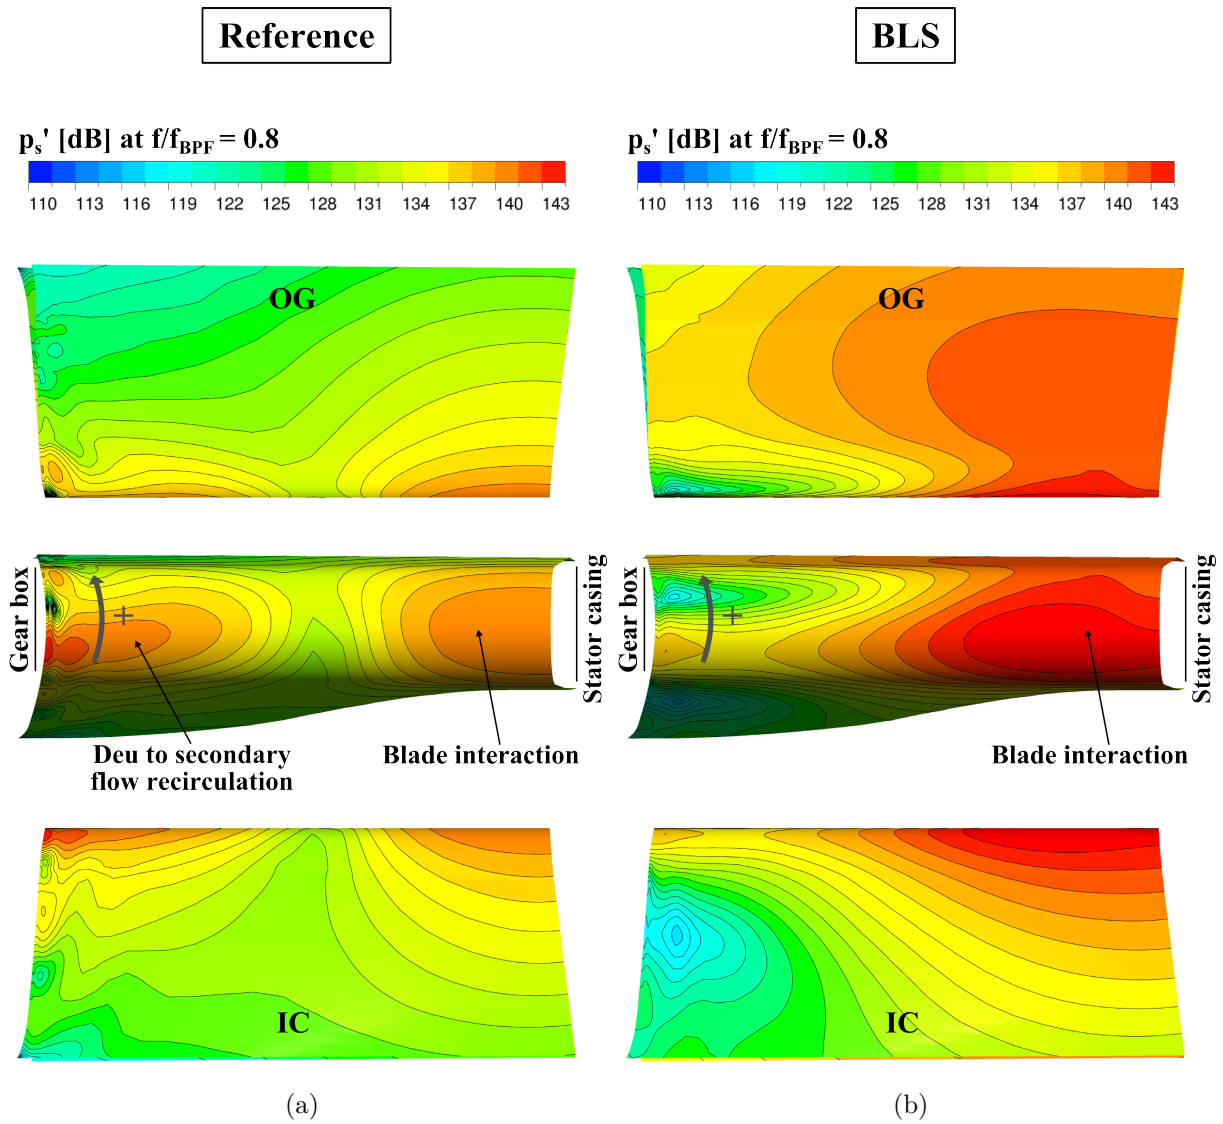 Reference
BLS
pₛ' [dB] at f/f_BPF = 0.8
110 113 116 119 122 125 128 131 134 137 140 143
pₛ' [dB] at f/f_BPF = 0.8
110 113 116 119 122 125 128 131 134 137 140 143
OG
OG
Gear box
Stator casing
Deu to secondary
flow recirculation
Blade interaction
Gear box
Stator casing
Blade interaction
IC
IC
(a)
(b)